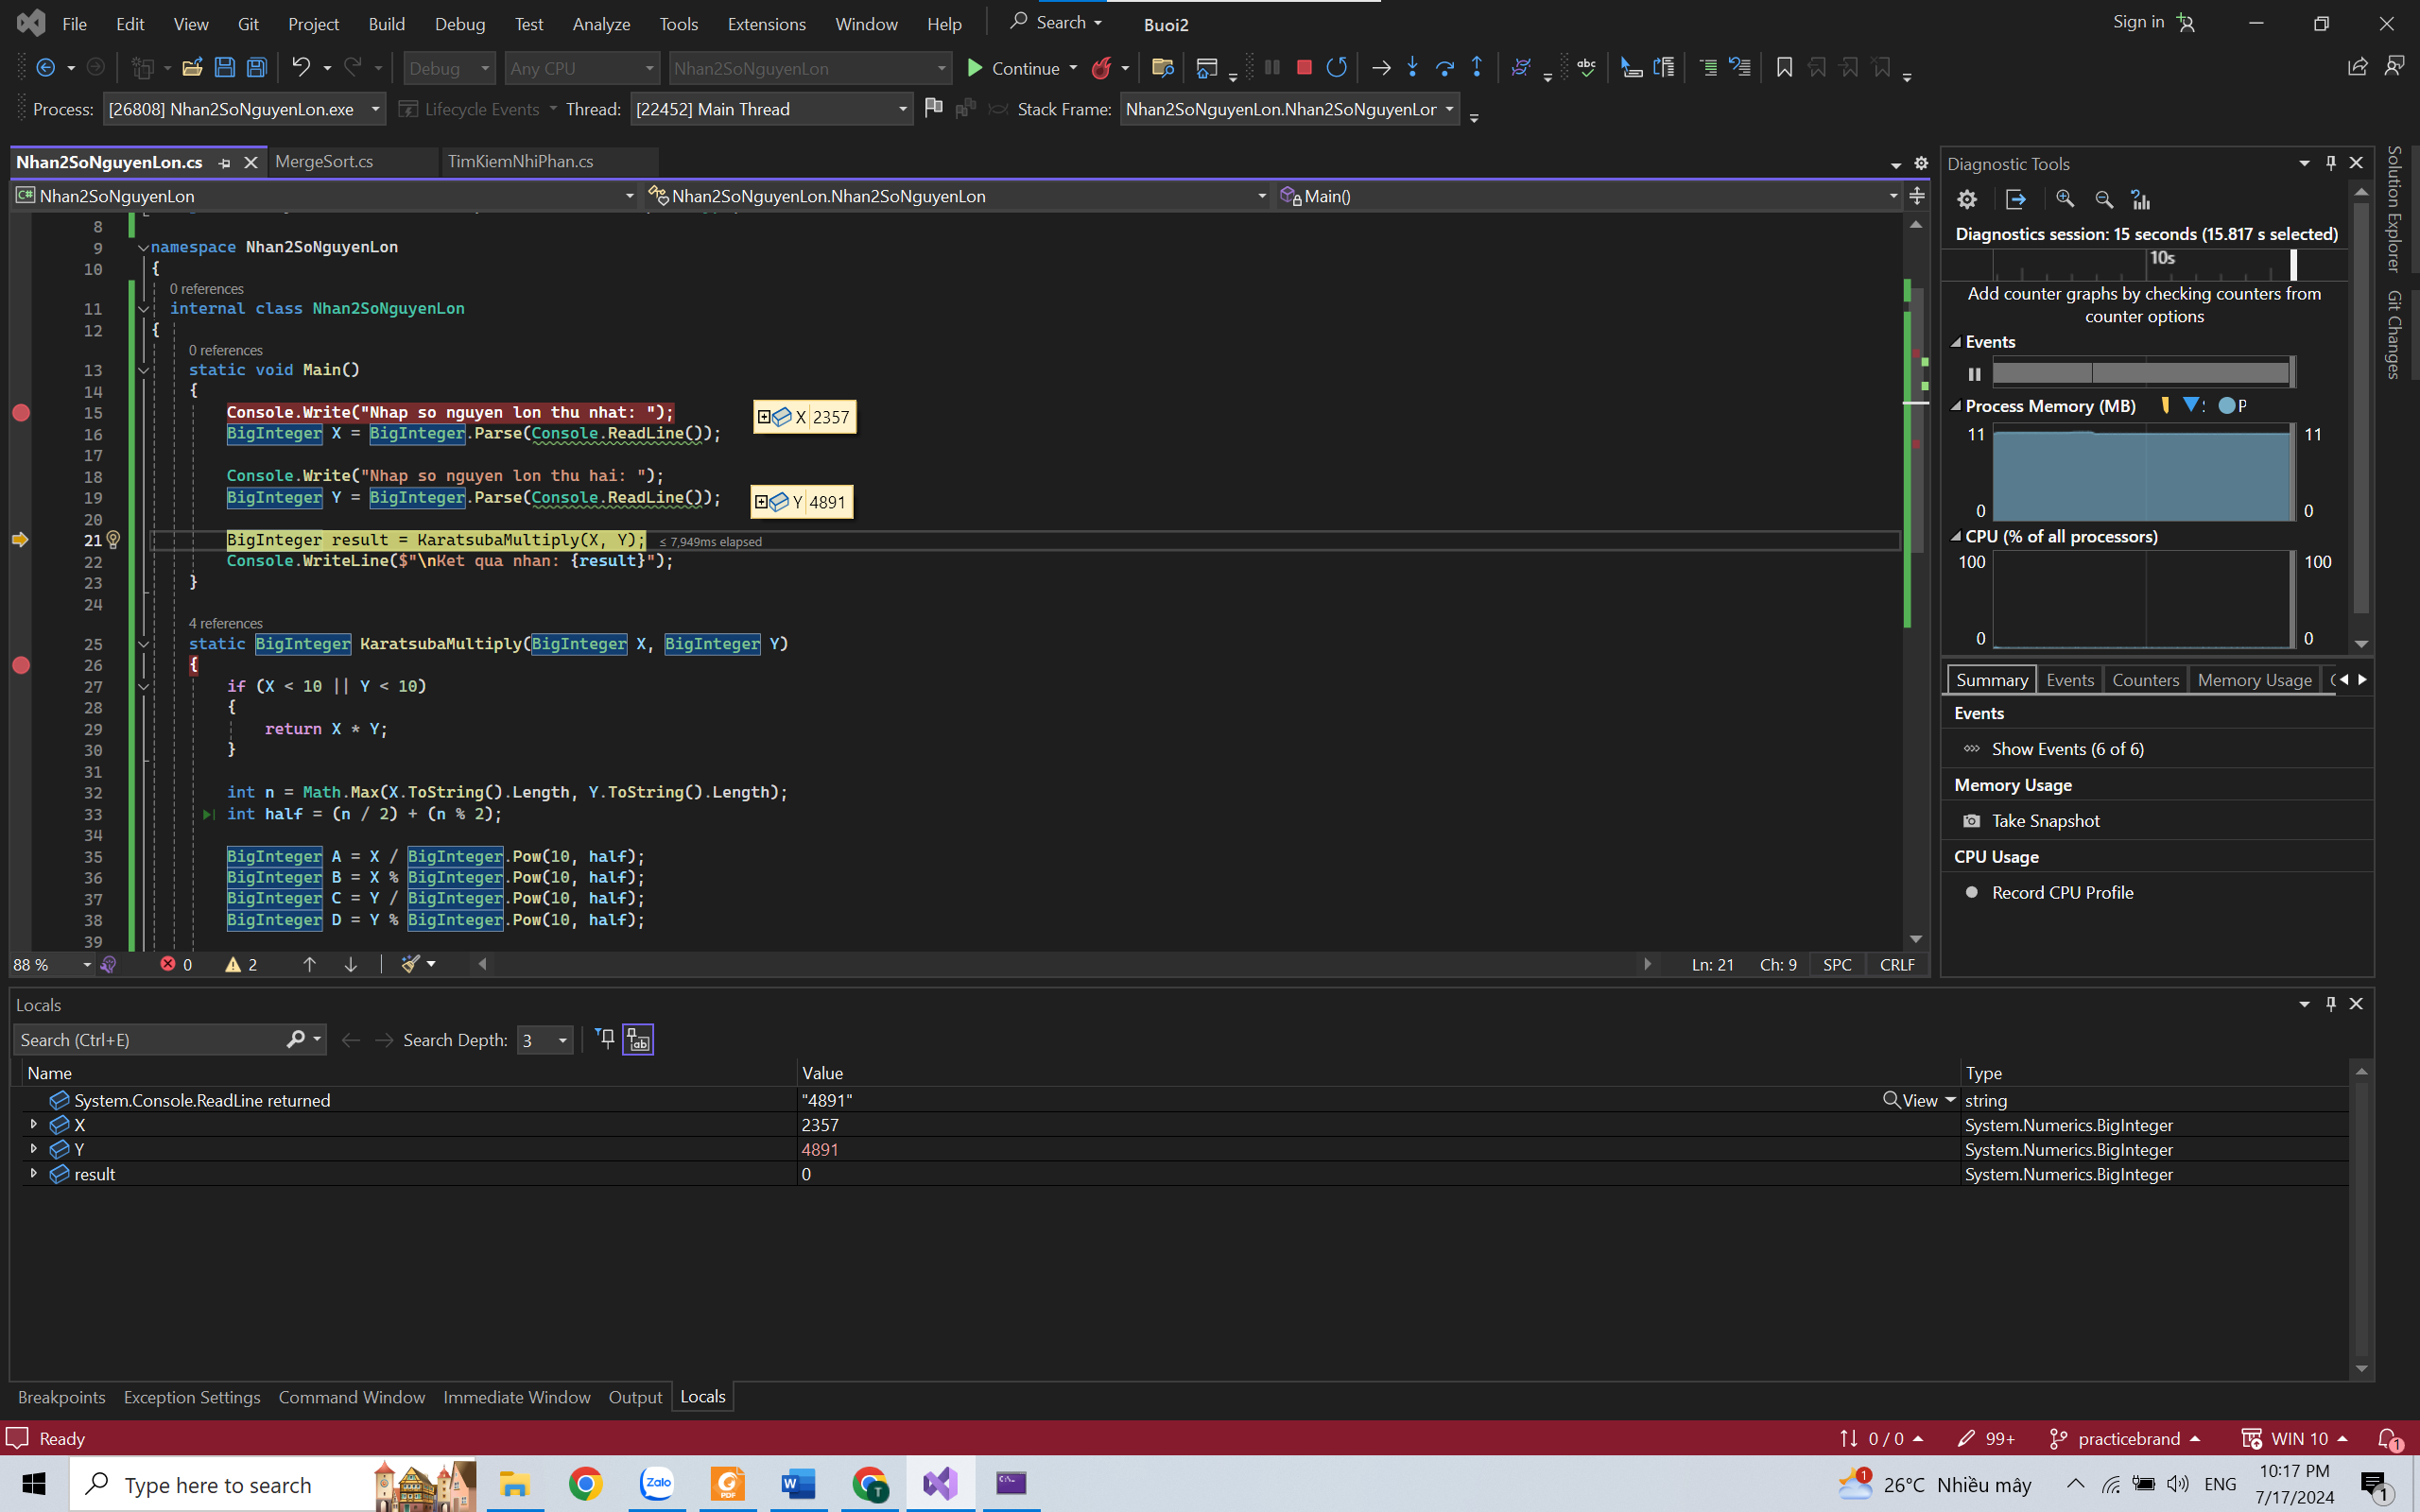 File Edit View Git Project Build Debug Test Analyze Tools Extensions Window Help Search Buoi2 Sign in
Debug Any CPU Nhan2SoNguyenLon Continue
Process: [26808] Nhan2SoNguyenLon.exe Lifecycle Events Thread: [22452] Main Thread Stack Frame: Nhan2SoNguyenLon.Nhan2SoNguyenLor
Nhan2SoNguyenLon.cs MergeSort.cs TimKiemNhiPhan.cs
Nhan2SoNguyenLon Nhan2SoNguyenLon.Nhan2SoNguyenLon Main()
8
9 namespace Nhan2SoNguyenLon
10 {
0 references
11 internal class Nhan2SoNguyenLon
12 {
0 references
13 static void Main()
14 {
15 Console.Write("Nhap so nguyen lon thu nhat: "); X 2357
16 BigInteger X = BigInteger.Parse(Console.ReadLine());
17
18 Console.Write("Nhap so nguyen lon thu hai: ");
19 BigInteger Y = BigInteger.Parse(Console.ReadLine()); Y 4891
20
21 BigInteger result = KaratsubaMultiply(X, Y); ≤ 7,949ms elapsed
22 Console.WriteLine($"\nKet qua nhan: {result}");
23 }
24
4 references
25 static BigInteger KaratsubaMultiply(BigInteger X, BigInteger Y)
26 {
27 if (X < 10 || Y < 10)
28 {
29 return X * Y;
30 }
31
32 int n = Math.Max(X.ToString().Length, Y.ToString().Length);
33 int half = (n / 2) + (n % 2);
34
35 BigInteger A = X / BigInteger.Pow(10, half);
36 BigInteger B = X % BigInteger.Pow(10, half);
37 BigInteger C = Y / BigInteger.Pow(10, half);
38 BigInteger D = Y % BigInteger.Pow(10, half);
39
88 % 0 2 Ln: 21 Ch: 9 SPC CRLF
Diagnostic Tools
Diagnostics session: 15 seconds (15.817 s selected)
10s
Add counter graphs by checking counters from
counter options
Events
Process Memory (MB) P
11 11
0 0
CPU (% of all processors)
100 100
0 0
Summary Events Counters Memory Usage
Events
Show Events (6 of 6)
Memory Usage
Take Snapshot
CPU Usage
Record CPU Profile
Solution Explorer
Git Changes
Locals
Search (Ctrl+E) Search Depth: 3
Name Value Type
System.Console.ReadLine returned "4891" View string
X 2357 System.Numerics.BigInteger
Y 4891 System.Numerics.BigInteger
result 0 System.Numerics.BigInteger
Breakpoints Exception Settings Command Window Immediate Window Output Locals
Ready 0 / 0 99+ practicebrand WIN 10 1
Type here to search Zalo PDF W T 1 26°C Nhiều mây ENG 10:17 PM
7/17/2024 1